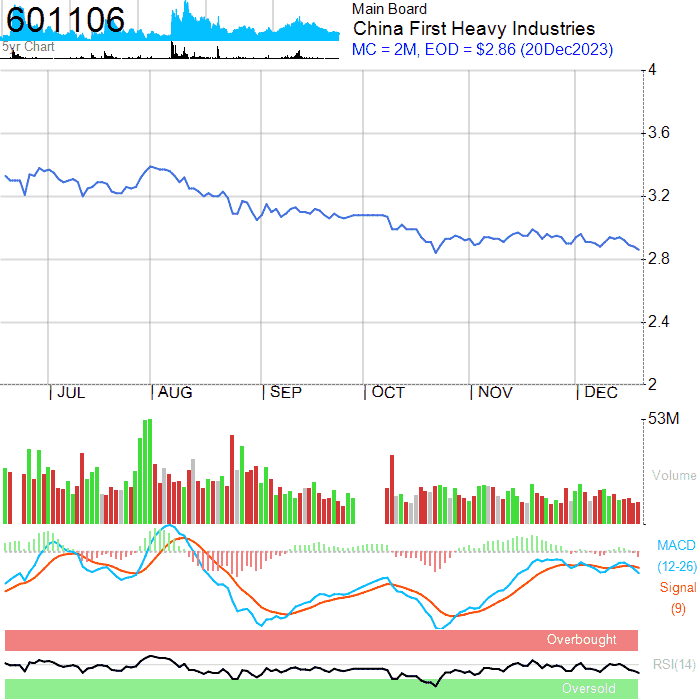 601106
5yr Chart
Main Board
China First Heavy Industries
MC = 2M, EOD = $2.86 (20Dec2023)
4
3.6
3.2
2.8
2.4
2
JUL
AUG
SEP
OCT
NOV
DEC
53M
Volume
MACD
(12-26)
Signal
(9)
Overbought
RSI(14)
Oversold